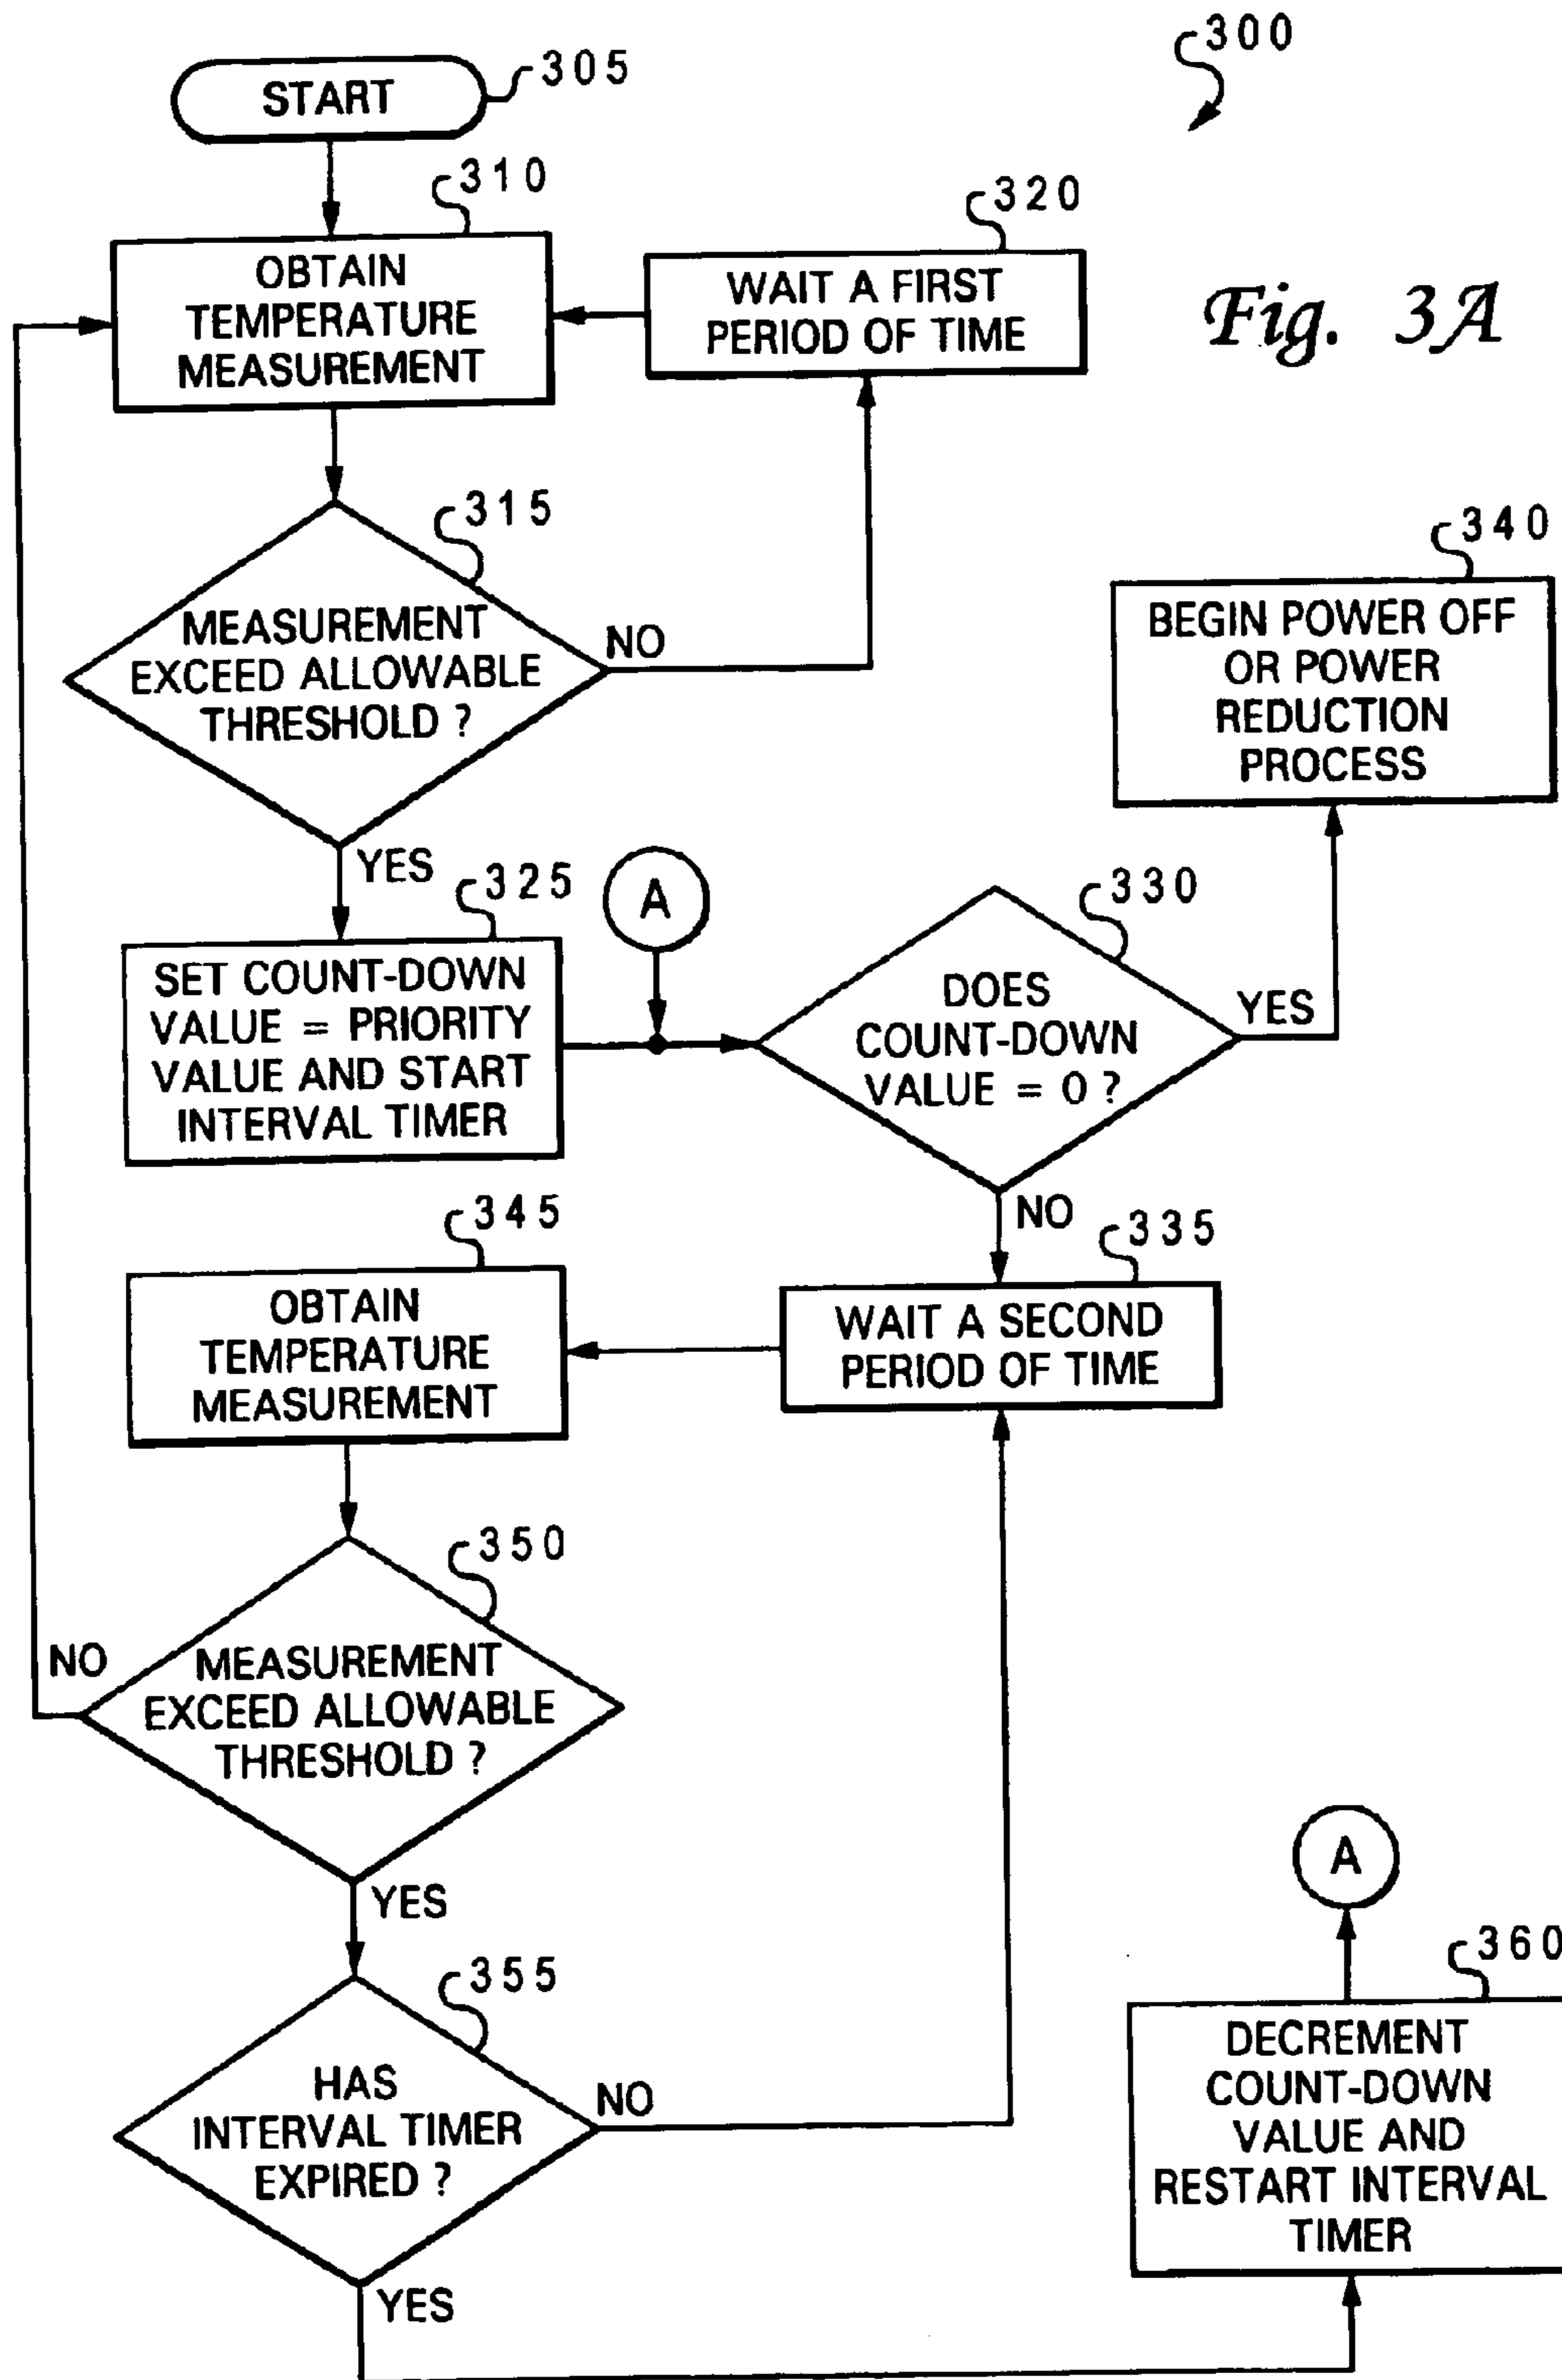 300
START
305
310
OBTAIN
TEMPERATURE
MEASUREMENT
320
WAIT A FIRST
PERIOD OF TIME
Fig. 3A
315
MEASUREMENT
EXCEED ALLOWABLE
THRESHOLD ?
NO
YES
340
BEGIN POWER OFF
OR POWER
REDUCTION
PROCESS
325
SET COUNT-DOWN
VALUE = PRIORITY
VALUE AND START
INTERVAL TIMER
A
330
DOES
COUNT-DOWN
VALUE = 0 ?
YES
NO
335
WAIT A SECOND
PERIOD OF TIME
345
OBTAIN
TEMPERATURE
MEASUREMENT
350
MEASUREMENT
EXCEED ALLOWABLE
THRESHOLD ?
NO
YES
355
HAS
INTERVAL TIMER
EXPIRED ?
NO
YES
A
360
DECREMENT
COUNT-DOWN
VALUE AND
RESTART INTERVAL
TIMER